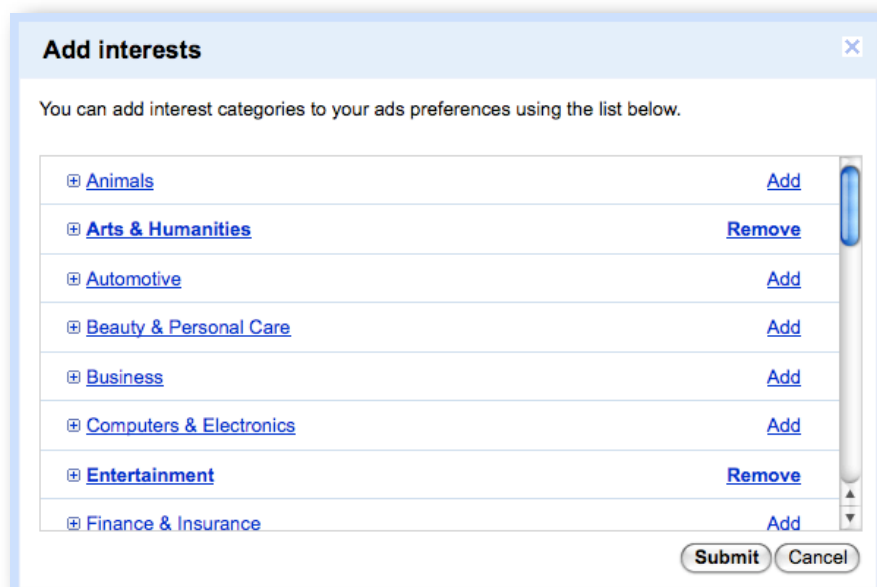 Add interests
You can add interest categories to your ads preferences using the list below.
Animals Add
Arts & Humanities Remove
Automotive Add
Beauty & Personal Care Add
Business Add
Computers & Electronics Add
Entertainment Remove
Finance & Insurance Add
Submit Cancel